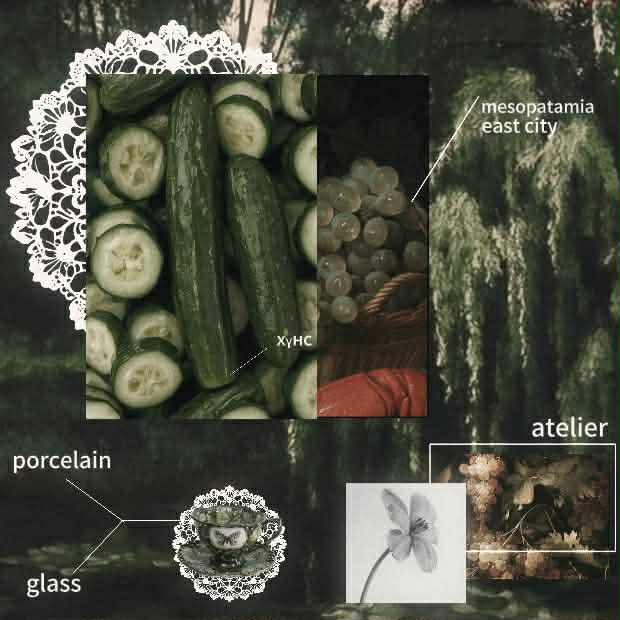 mesopatamia
east city
XγHC
atelier
porcelain
glass